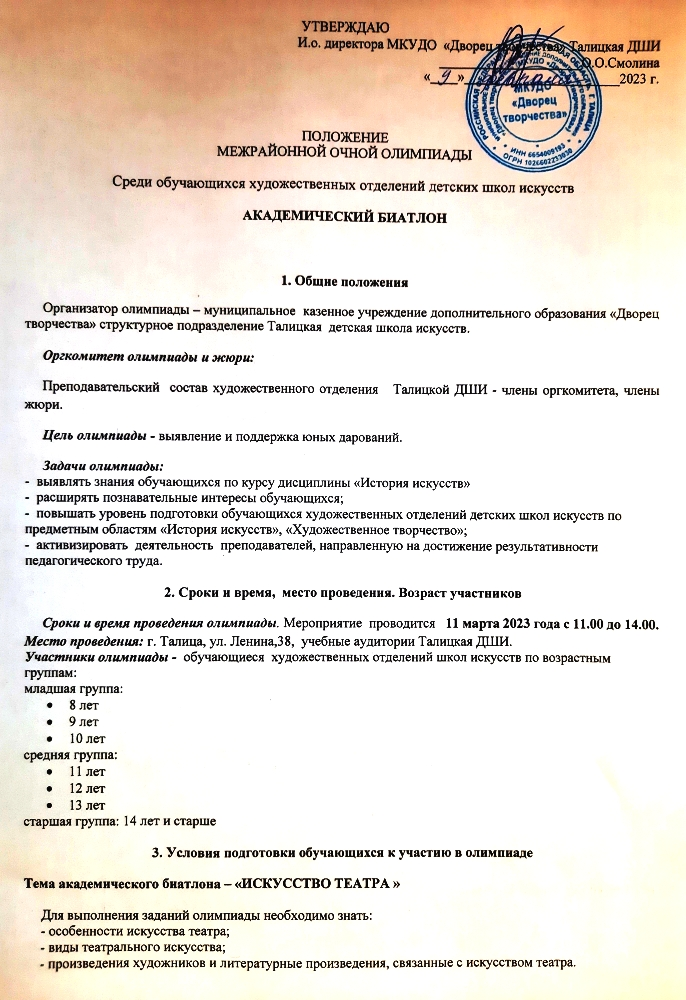 УТВЕРЖДАЮ
И.о. директора МКУДО «Дворец творчества» Талицкая ДШИ
О.О.Смолина
« 9 » февраля 2023 г.
РОССИЙСКАЯ ФЕДЕРАЦИЯ
МКУДО
«Дворец
творчества»
ИНН 6654009193
ОГРН 1026602233030
ПОЛОЖЕНИЕ
МЕЖРАЙОННОЙ ОЧНОЙ ОЛИМПИАДЫ
Среди обучающихся художественных отделений детских школ искусств
АКАДЕМИЧЕСКИЙ БИАТЛОН
1. Общие положения
Организатор олимпиады – муниципальное казенное учреждение дополнительного образования «Дворец
творчества» структурное подразделение Талицкая детская школа искусств.
Оргкомитет олимпиады и жюри:
Преподавательский состав художественного отделения Талицкой ДШИ - члены оргкомитета, члены
жюри.
Цель олимпиады - выявление и поддержка юных дарований.
Задачи олимпиады:
- выявлять знания обучающихся по курсу дисциплины «История искусств»
- расширять познавательные интересы обучающихся;
- повышать уровень подготовки обучающихся художественных отделений детских школ искусств по
предметным областям «История искусств», «Художественное творчество»;
- активизировать деятельность преподавателей, направленную на достижение результативности
педагогического труда.
2. Сроки и время, место проведения. Возраст участников
Сроки и время проведения олимпиады. Мероприятие проводится 11 марта 2023 года с 11.00 до 14.00.
Место проведения: г. Талица, ул. Ленина,38, учебные аудитории Талицкая ДШИ.
Участники олимпиады - обучающиеся художественных отделений школ искусств по возрастным
группам:
младшая группа:
• 8 лет
• 9 лет
• 10 лет
средняя группа:
• 11 лет
• 12 лет
• 13 лет
старшая группа: 14 лет и старше
3. Условия подготовки обучающихся к участию в олимпиаде
Тема академического биатлона – «ИСКУССТВО ТЕАТРА »
Для выполнения заданий олимпиады необходимо знать:
- особенности искусства театра;
- виды театрального искусства;
- произведения художников и литературные произведения, связанные с искусством театра.